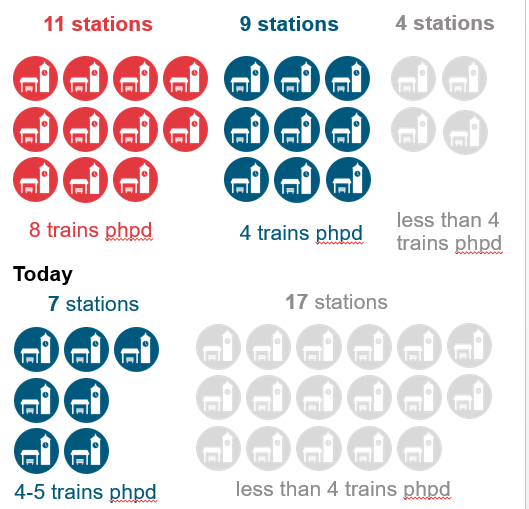 11 stations
9 stations
4 stations
8 trains phpd
4 trains phpd
less than 4
trains phpd
Today
7 stations
17 stations
4-5 trains phpd
less than 4 trains phpd